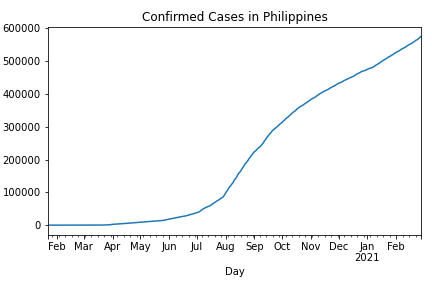 Confirmed Cases in Philippines
600000
500000
400000
300000
200000
100000
0
Feb Mar Apr May Jun Jul Aug Sep Oct Nov Dec Jan Feb
2021
Day